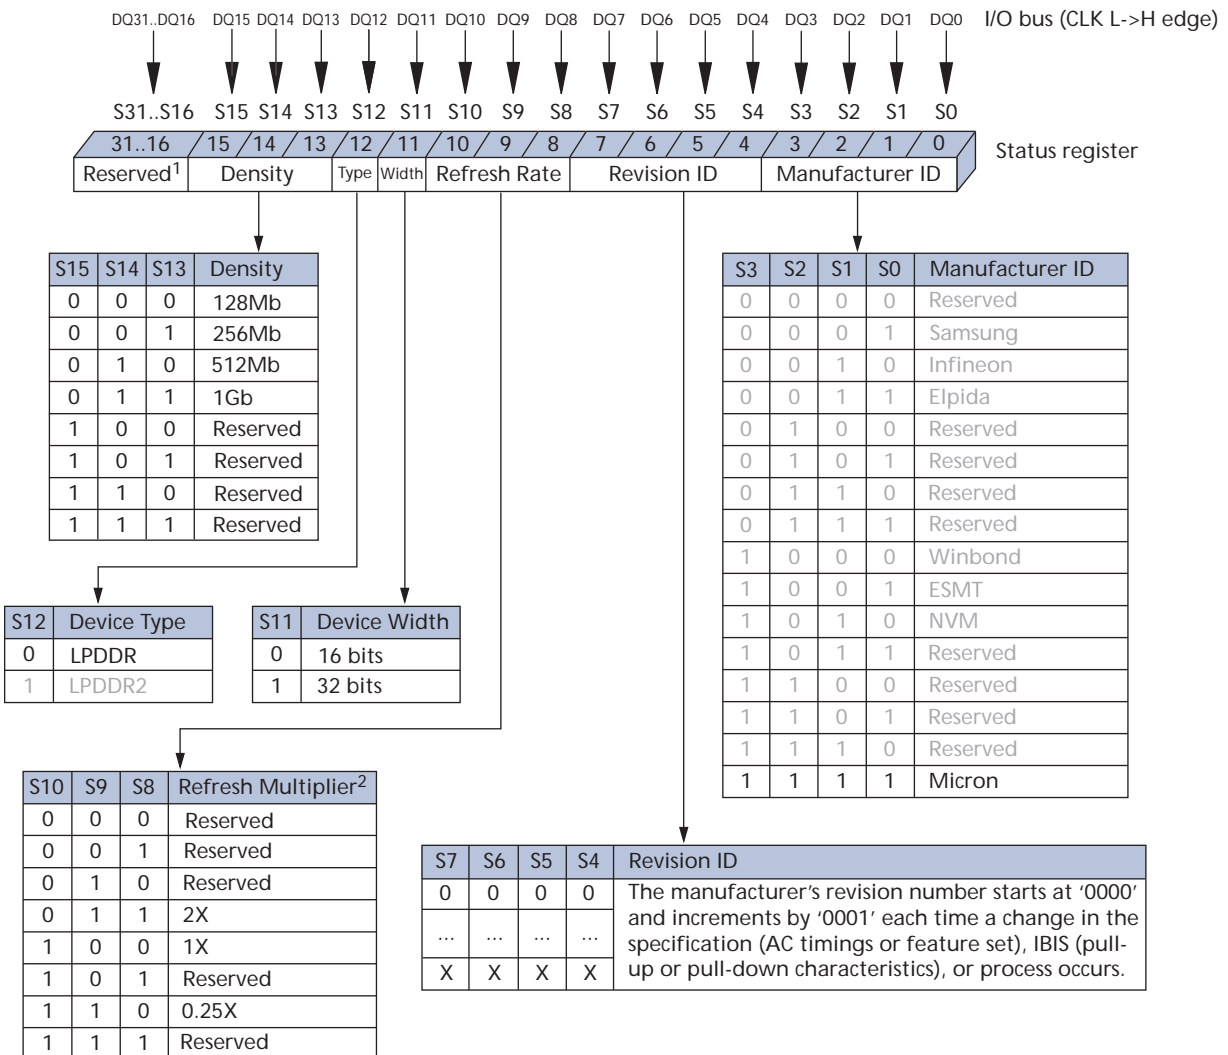 DQ31..DQ16 DQ15 DQ14 DQ13 DQ12 DQ11 DQ10 DQ9 DQ8 DQ7 DQ6 DQ5 DQ4 DQ3 DQ2 DQ1 DQ0 I/O bus (CLK L->H edge)
S31..S16 S15 S14 S13 S12 S11 S10 S9 S8 S7 S6 S5 S4 S3 S2 S1 S0
31..16 15 14 13 12 11 10 9 8 7 6 5 4 3 2 1 0 Status register
Reserved1 Density Type Width Refresh Rate Revision ID Manufacturer ID
S15 S14 S13 Density
0 0 0 128Mb
0 0 1 256Mb
0 1 0 512Mb
0 1 1 1Gb
1 0 0 Reserved
1 0 1 Reserved
1 1 0 Reserved
1 1 1 Reserved
S3 S2 S1 S0 Manufacturer ID
0 0 0 0 Reserved
0 0 0 1 Samsung
0 0 1 0 Infineon
0 0 1 1 Elpida
0 1 0 0 Reserved
0 1 0 1 Reserved
0 1 1 0 Reserved
0 1 1 1 Reserved
1 0 0 0 Winbond
1 0 0 1 ESMT
1 0 1 0 NVM
1 0 1 1 Reserved
1 1 0 0 Reserved
1 1 0 1 Reserved
1 1 1 0 Reserved
1 1 1 1 Micron
S12 Device Type
0 LPDDR
1 LPDDR2
S11 Device Width
0 16 bits
1 32 bits
S10 S9 S8 Refresh Multiplier2
0 0 0 Reserved
0 0 1 Reserved
0 1 0 Reserved
0 1 1 2X
1 0 0 1X
1 0 1 Reserved
1 1 0 0.25X
1 1 1 Reserved
S7 S6 S5 S4 Revision ID
0 0 0 0 The manufacturer's revision number starts at '0000'
and increments by '0001' each time a change in the
... ... ... ... specification (AC timings or feature set), IBIS (pull-
X X X X up or pull-down characteristics), or process occurs.